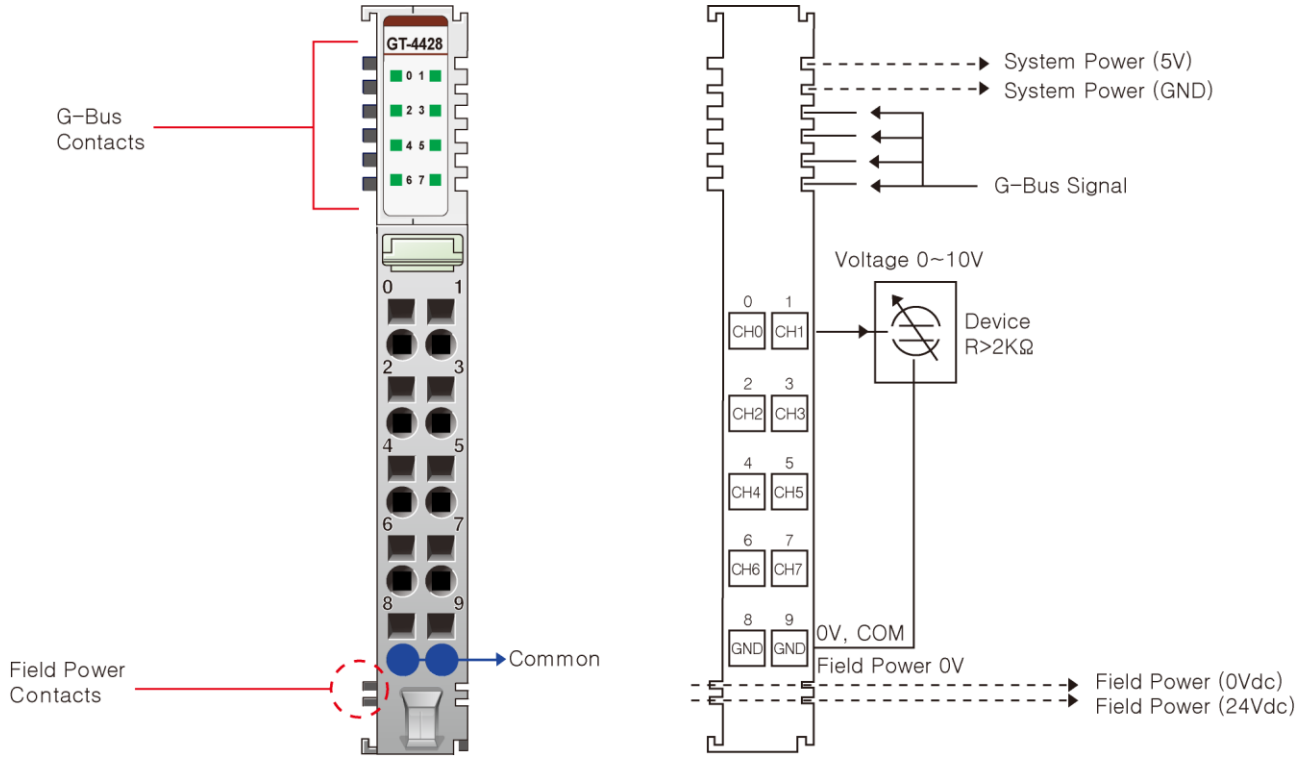 GT-4428
0 1
2 3
4 5
6 7
G-Bus
Contacts
0 1
2 3
4 5
6 7
8 9
Common
Field Power
Contacts
System Power (5V)
System Power (GND)
G-Bus Signal
Voltage 0~10V
Device
R>2KΩ
0 1
CH0 CH1
2 3
CH2 CH3
4 5
CH4 CH5
6 7
CH6 CH7
8 9
GND GND
0V, COM
Field Power 0V
Field Power (0Vdc)
Field Power (24Vdc)